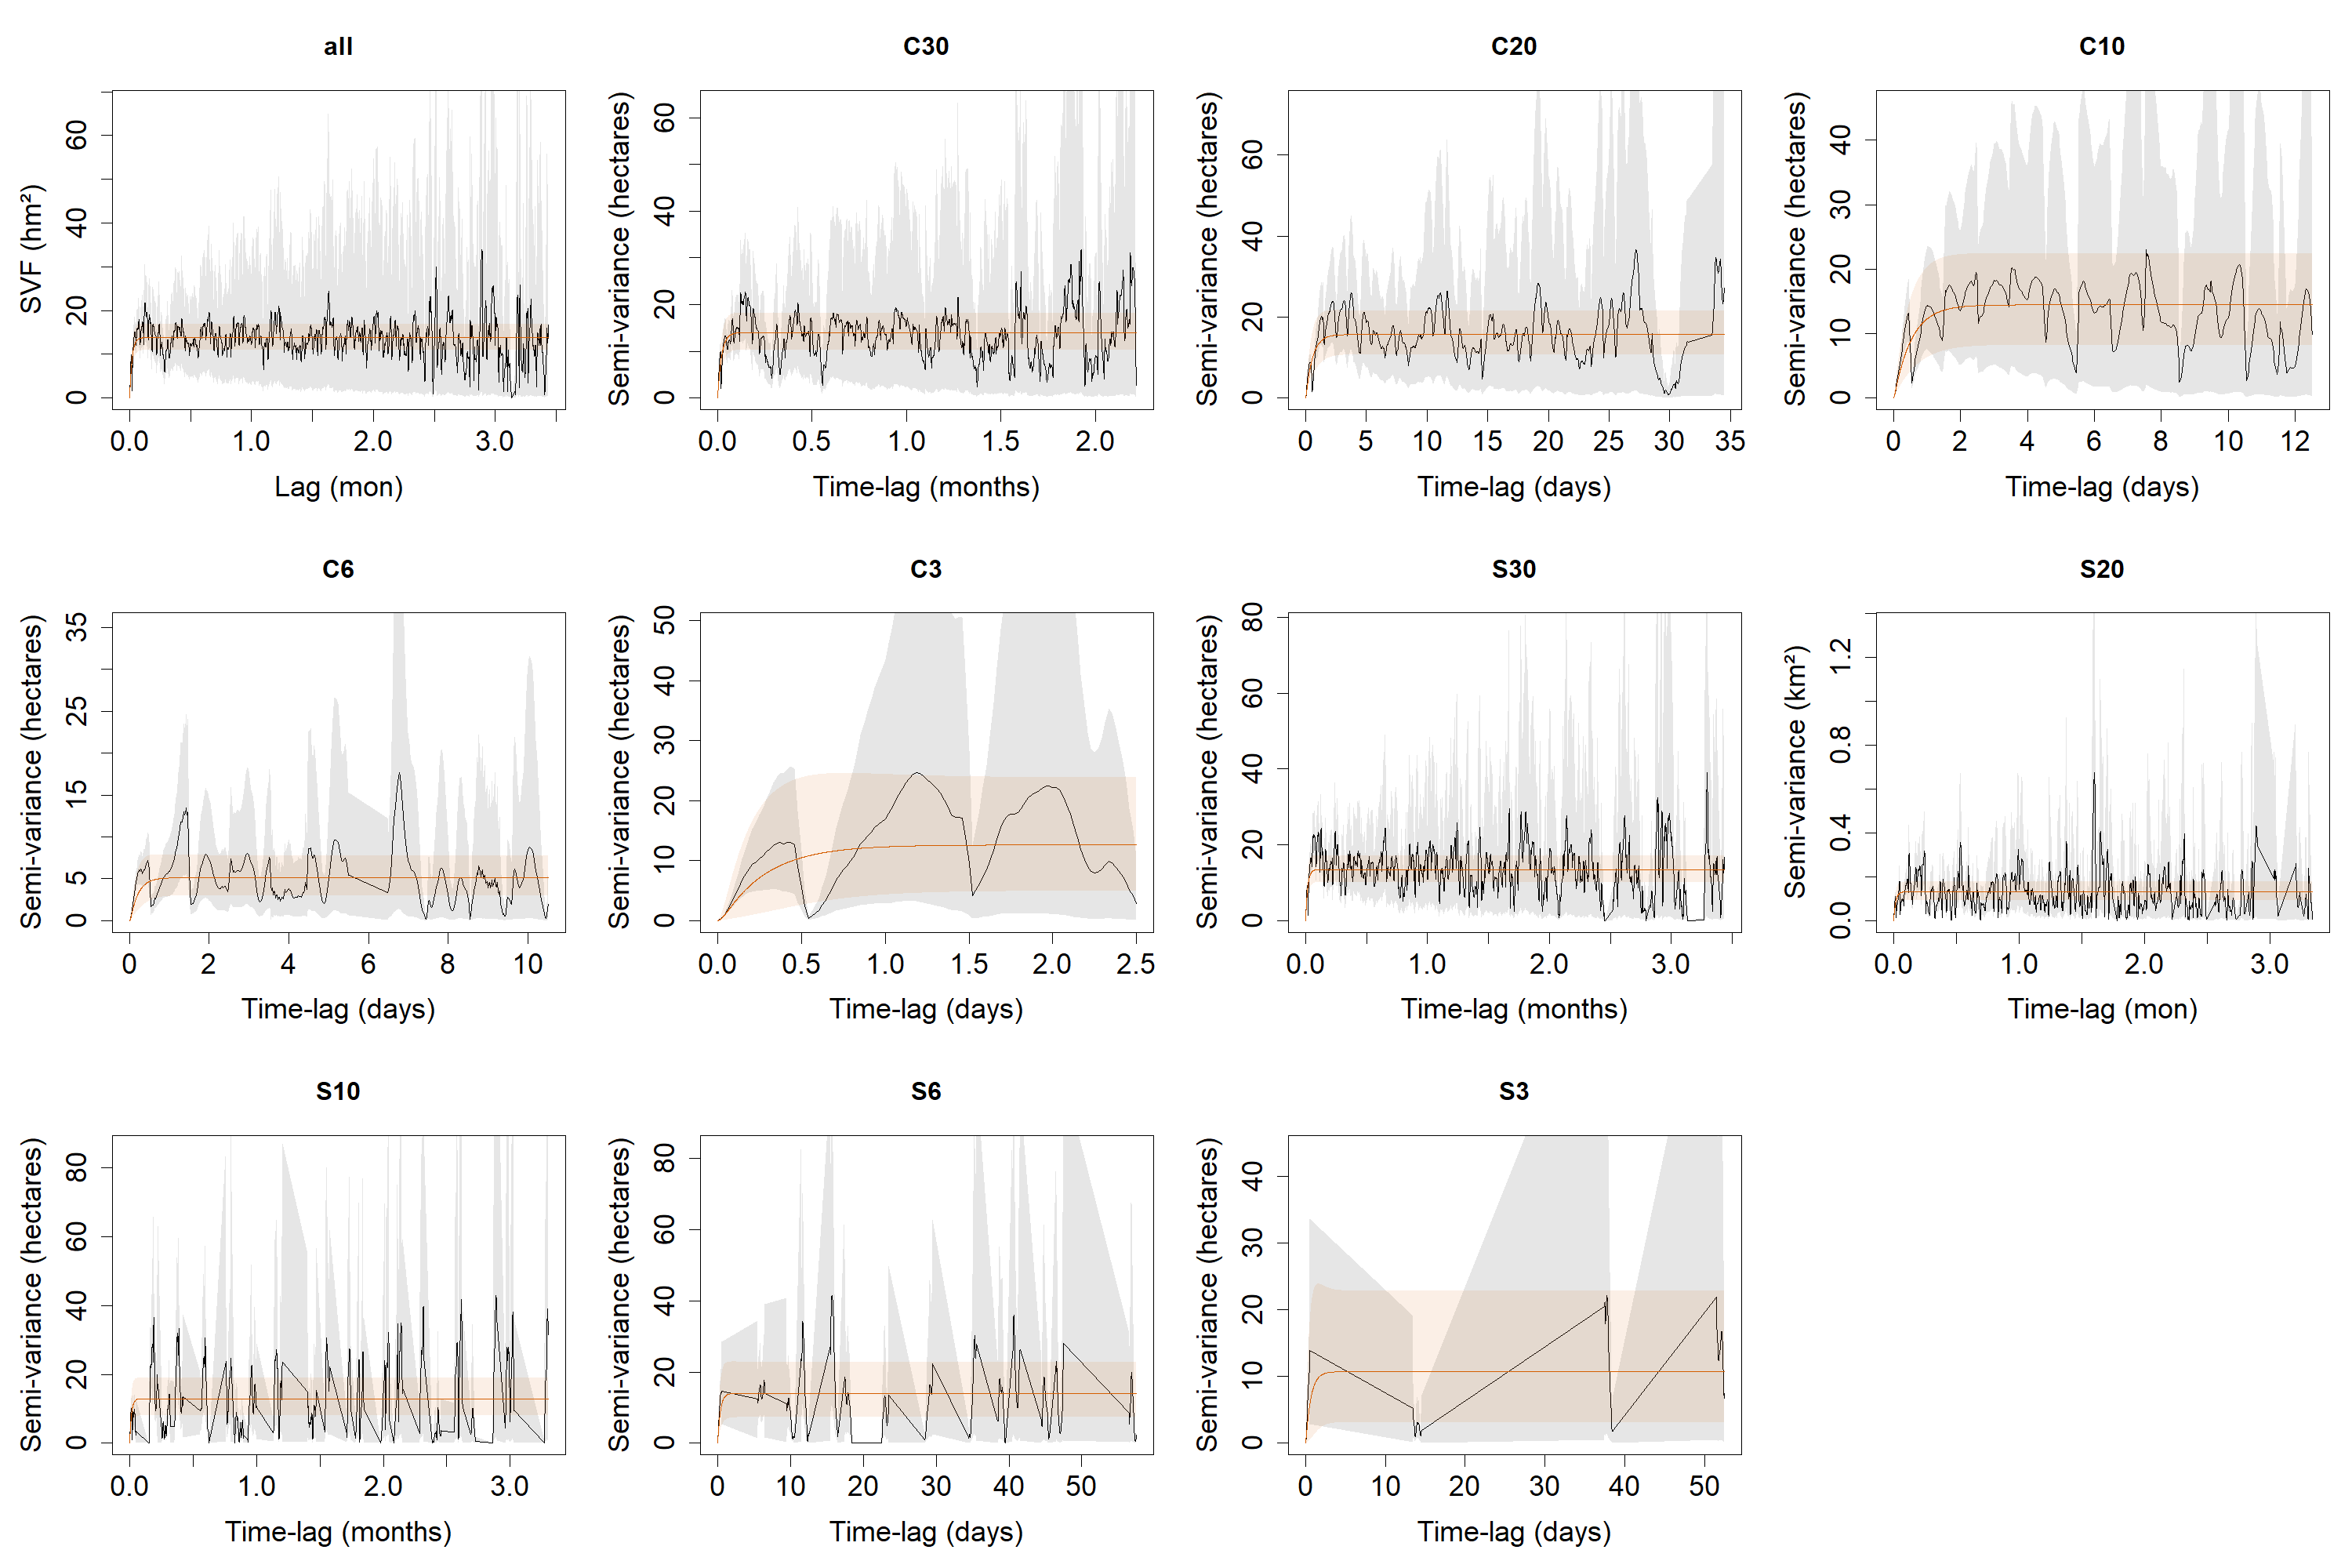 all
SVF (hm²)
0 20 40 60
0.0 1.0 2.0 3.0
Lag (mon)
C30
Semi-variance (hectares)
0 20 40 60
0.0 0.5 1.0 1.5 2.0
Time-lag (months)
C20
Semi-variance (hectares)
0 20 40 60
0 5 10 15 20 25 30 35
Time-lag (days)
C10
Semi-variance (hectares)
0 10 20 30 40
0 2 4 6 8 10 12
Time-lag (days)
C6
Semi-variance (hectares)
0 5 15 25 35
0 2 4 6 8 10
Time-lag (days)
C3
Semi-variance (hectares)
0 10 20 30 40 50
0.0 0.5 1.0 1.5 2.0 2.5
Time-lag (days)
S30
Semi-variance (hectares)
0 20 40 60 80
0.0 1.0 2.0 3.0
Time-lag (months)
S20
Semi-variance (km²)
0.0 0.4 0.8 1.2
0.0 1.0 2.0 3.0
Time-lag (mon)
S10
Semi-variance (hectares)
0 20 40 60 80
0.0 1.0 2.0 3.0
Time-lag (months)
S6
Semi-variance (hectares)
0 20 40 60 80
0 10 20 30 40 50
Time-lag (days)
S3
Semi-variance (hectares)
0 10 20 30 40
0 10 20 30 40 50
Time-lag (days)